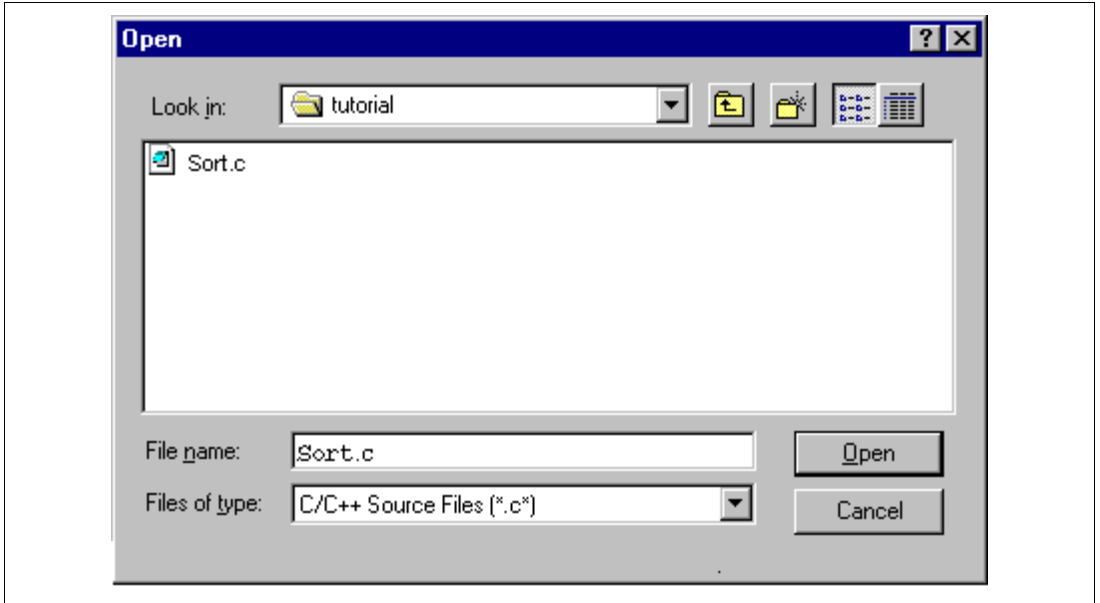 Open
Look in: tutorial
Sort.c
File name: Sort.c
Open
Files of type: C/C++ Source Files (*.c*)
Cancel